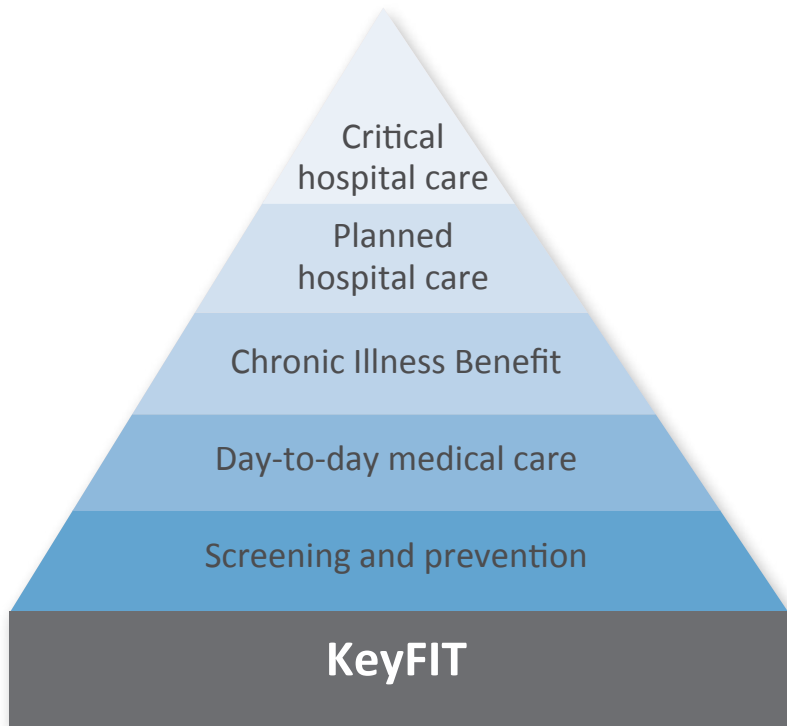 Critical
hospital care
Planned
hospital care
Chronic Illness Benefit
Day-to-day medical care
Screening and prevention
KeyFIT